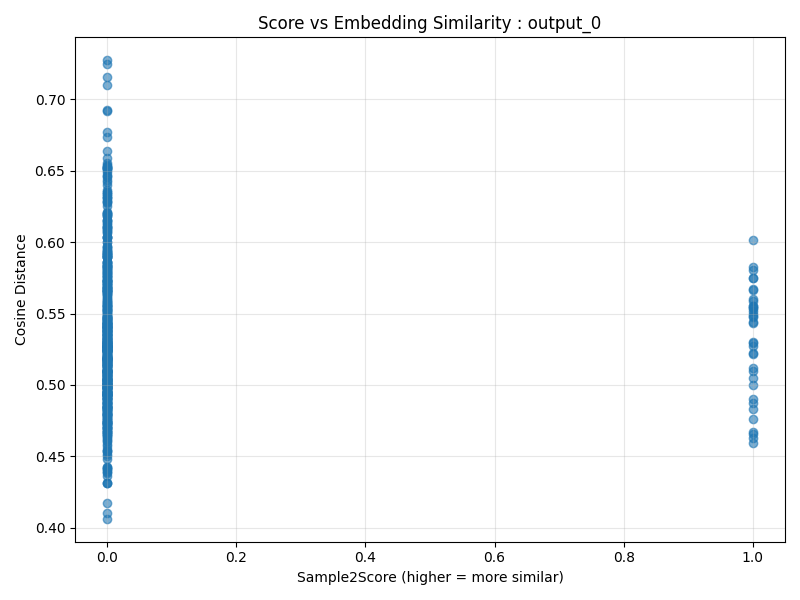 Score vs Embedding Similarity : output_0
Cosine Distance
0.70
0.65
0.60
0.55
0.50
0.45
0.40
0.0 0.2 0.4 0.6 0.8 1.0
Sample2Score (higher = more similar)